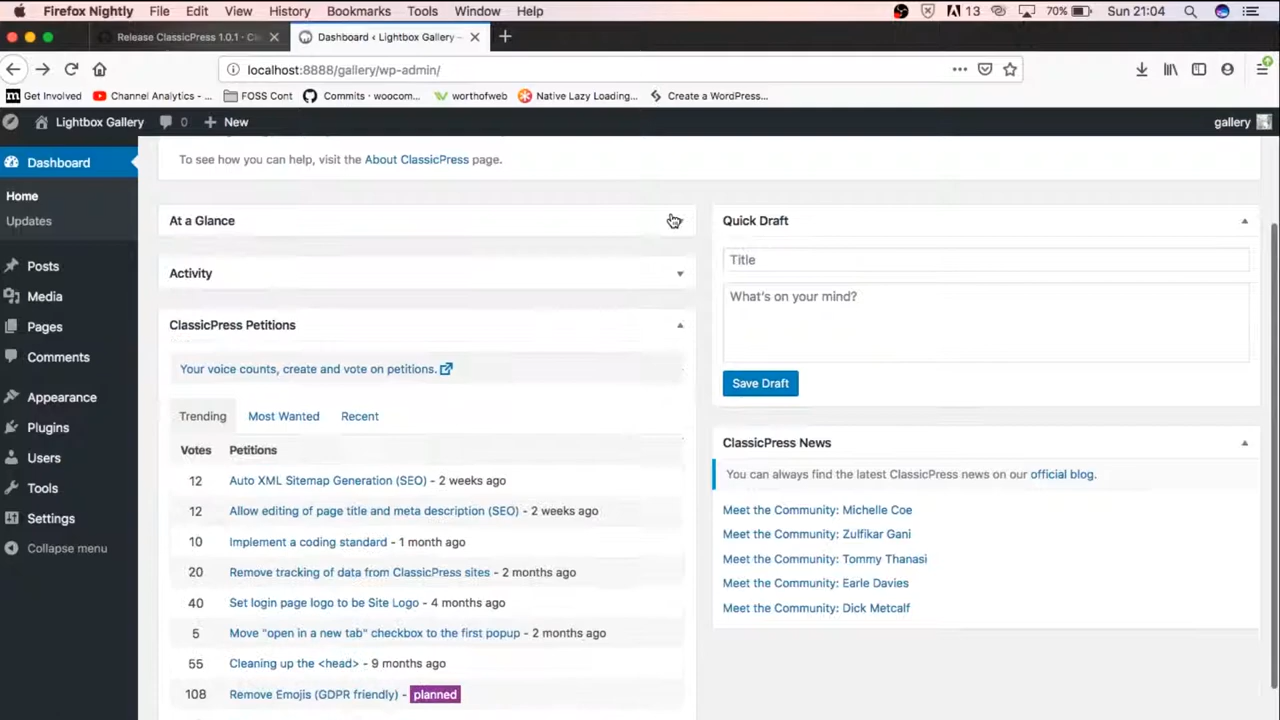 Firefox Nightly File Edit View History Bookmarks Tools Window Help 13 70% Sun 21:04
Release ClassicPress 1.0.1 · Cl Dashboard ‹ Lightbox Gallery —
localhost:8888/gallery/wp-admin/
Get Involved Channel Analytics - ... FOSS Cont Commits · woocom... worthofweb Native Lazy Loading... Create a WordPress...
Lightbox Gallery 0 New gallery
Dashboard
To see how you can help, visit the About ClassicPress page.
Home
Updates
At a Glance
Quick Draft
Title
Posts
Activity
Media
What's on your mind?
Pages
ClassicPress Petitions
Comments
Your voice counts, create and vote on petitions.
Save Draft
Appearance
Trending Most Wanted Recent
Plugins
ClassicPress News
Votes Petitions
Users
You can always find the latest ClassicPress news on our official blog.
12 Auto XML Sitemap Generation (SEO) - 2 weeks ago
Tools
12 Allow editing of page title and meta description (SEO) - 2 weeks ago
Meet the Community: Michelle Coe
Settings
Meet the Community: Zulfikar Gani
10 Implement a coding standard - 1 month ago
Collapse menu
Meet the Community: Tommy Thanasi
20 Remove tracking of data from ClassicPress sites - 2 months ago
Meet the Community: Earle Davies
40 Set login page logo to be Site Logo - 4 months ago
Meet the Community: Dick Metcalf
5 Move "open in a new tab" checkbox to the first popup - 2 months ago
55 Cleaning up the <head> - 9 months ago
108 Remove Emojis (GDPR friendly) - planned